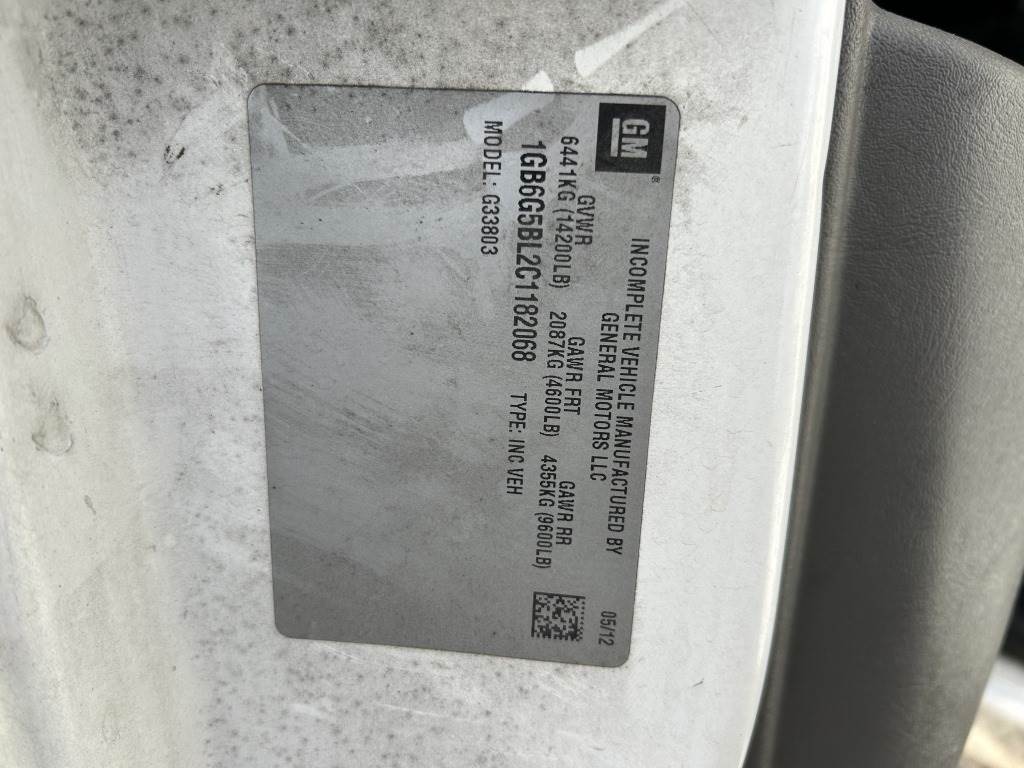 GM
INCOMPLETE VEHICLE MANUFACTURED BY
GENERAL MOTORS LLC
05/12
GVWR GAWR FRT GAWR RR
6441KG (14200LB) 2087KG (4600LB) 4355KG (9600LB)
1GB6G5BL2C1182068 TYPE: INC VEH
MODEL: G33803